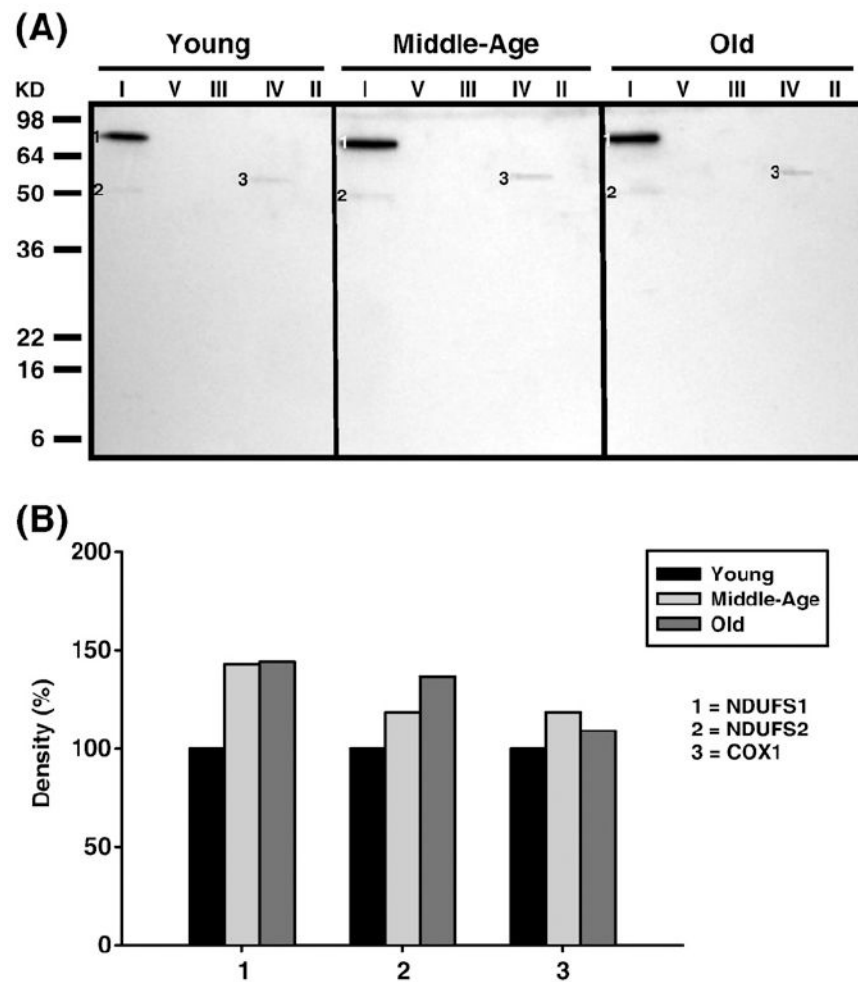 (A)
Young Middle-Age Old
KD I V III IV II I V III IV II I V III IV II
98
1 1 1
64
3 3 3
2 2 2
50
36
22
16
6
(B)
200
Young
Middle-Age
Old
150
1 = NDUFS1
2 = NDUFS2
100
3 = COX1
Density (%)
50
0
1 2 3